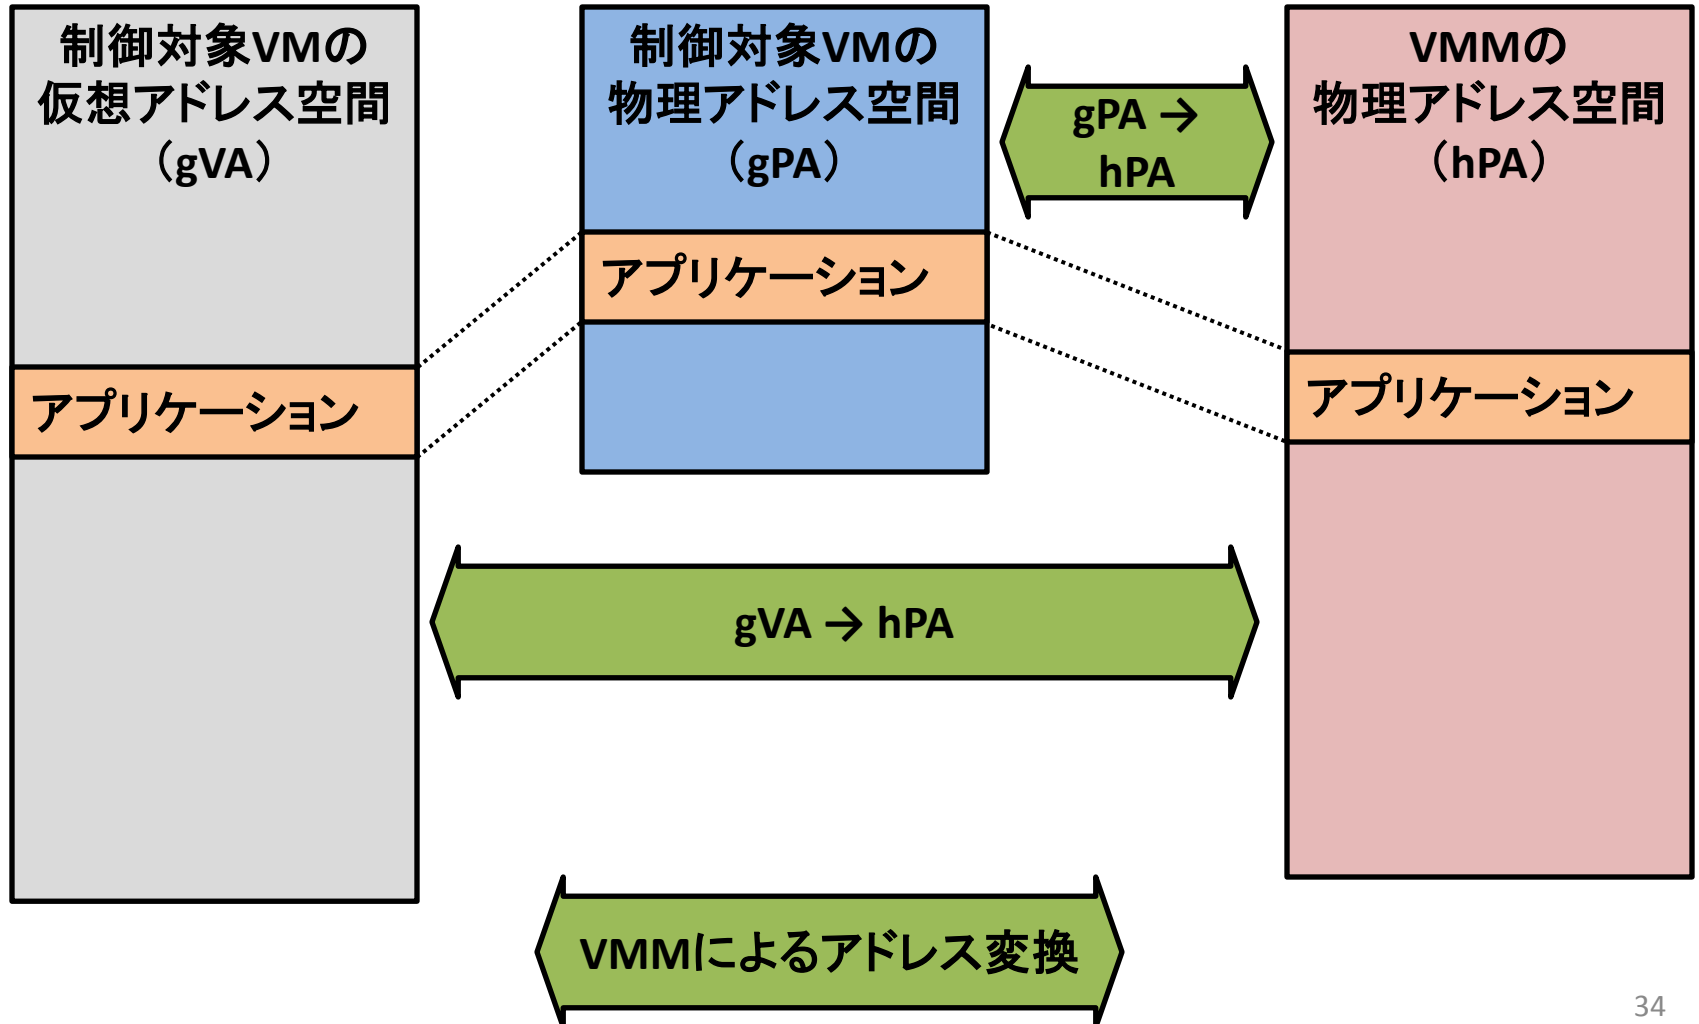 制御対象VMの
仮想アドレス空間
（gVA）
制御対象VMの
物理アドレス空間
（gPA）
gPA →
hPA
VMMの
物理アドレス空間
（hPA）
アプリケーション
アプリケーション
アプリケーション
gVA → hPA
VMMによるアドレス変換
34